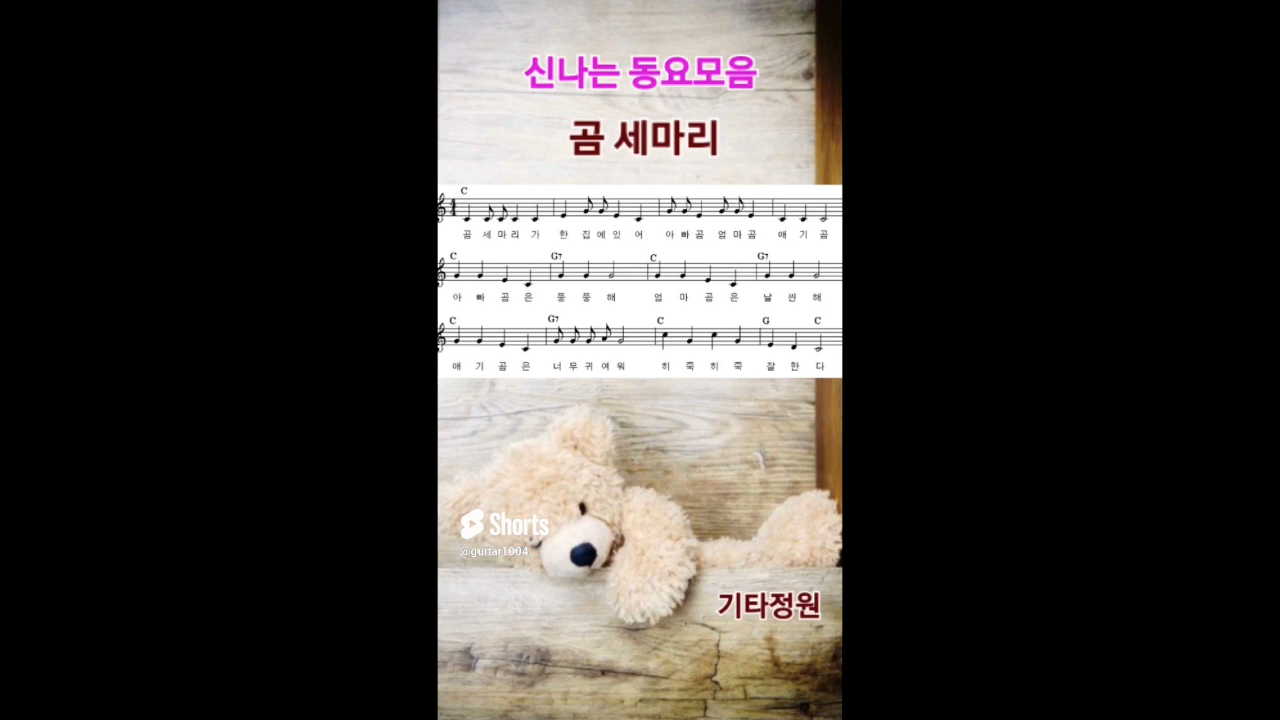 신나는 동요모음
곰 세마리
C
곰 세 마 리 가 한 집 에 있 어 아 빠 곰 엄 마 곰 애 기 곰
C G7 C G7
아 빠 곰 은 뚱 뚱 해 엄 마 곰 은 날 씬 해
C G7 C G C
애 기 곰 은 너 무 귀 여 워 히 쭉 히 쭉 잘 한 다
Shorts
@guitar1004
기타정원